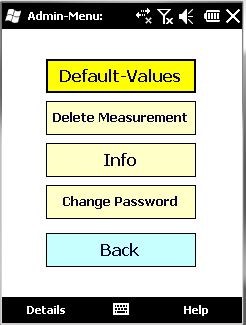 Admin-Menu:
Default-Values
Delete Measurement
Info
Change Password
Back
Details
Help